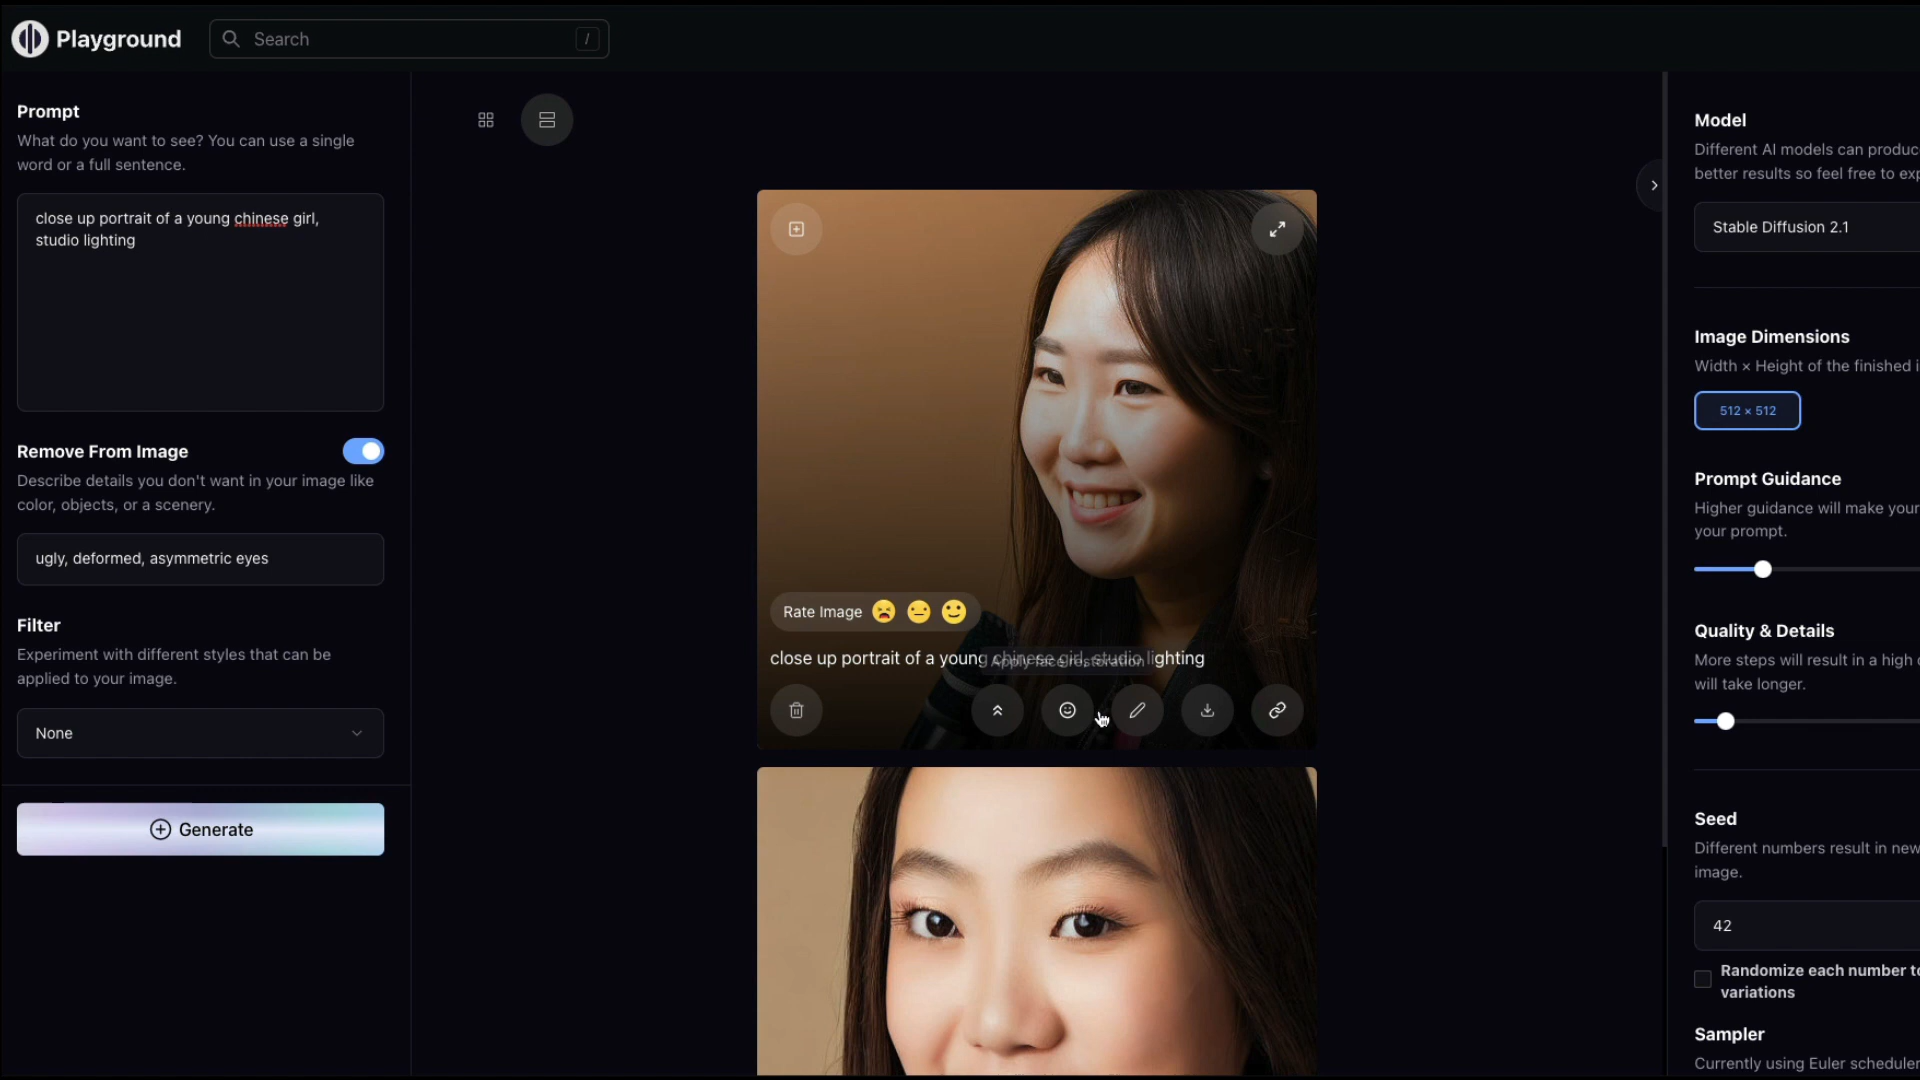 Playground
Search
/
Prompt
What do you want to see? You can use a single
word or a full sentence.
close up portrait of a young chinese girl,
studio lighting
Remove From Image
Describe details you don't want in your image like
color, objects, or a scenery.
ugly, deformed, asymmetric eyes
Filter
Experiment with different styles that can be
applied to your image.
None
Generate
Rate Image
close up portrait of a young chinese girl, studio lighting
Apply face restoration
Model
Different AI models can produc
better results so feel free to exp
Stable Diffusion 2.1
Image Dimensions
Width × Height of the finished i
512 × 512
Prompt Guidance
Higher guidance will make your
your prompt.
Quality & Details
More steps will result in a high
will take longer.
Seed
Different numbers result in new
image.
42
Randomize each number to
variations
Sampler
Currently using Euler scheduler